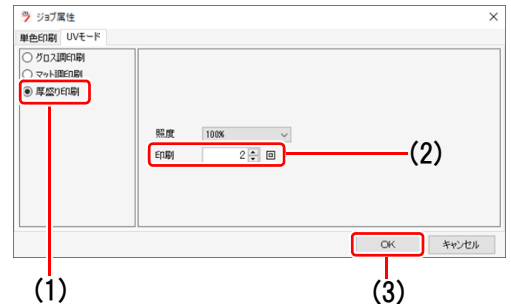 ジョブ属性
単色印刷 UVモード
グロス調印刷
マット調印刷
厚盛り印刷
照度 100%
印刷 2 回
(2)
OK キャンセル
(1) (3)